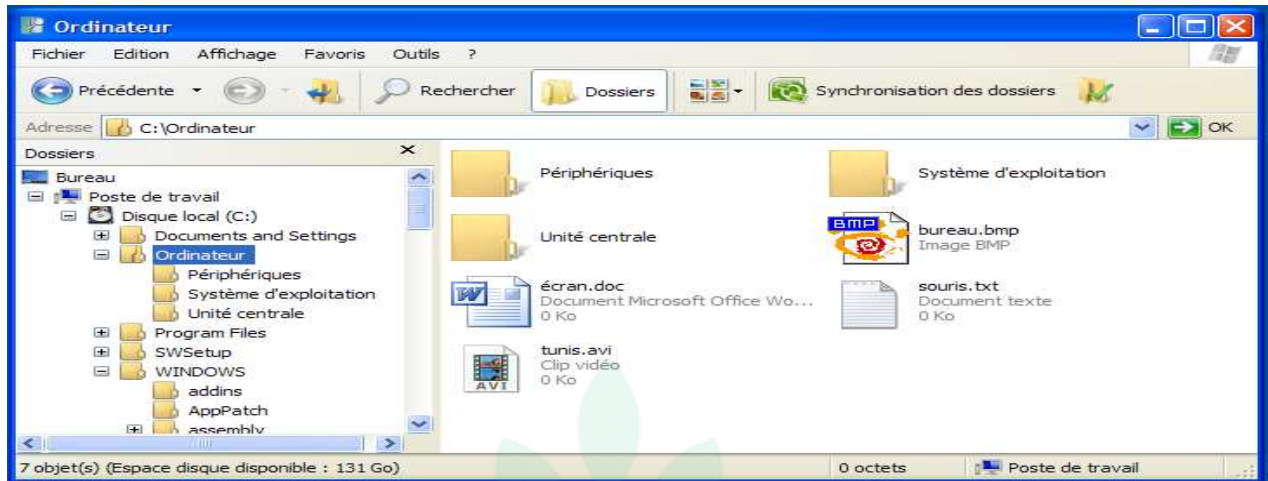 Ordinateur
Fichier Edition Affichage Favoris Outils ?
Précédente Rechercher Dossiers Synchronisation des dossiers
Adresse C:\Ordinateur OK
Dossiers
Bureau
Poste de travail
Disque local (C:)
Documents and Settings
Ordinateur
Périphériques
Système d'exploitation
Unité centrale
Program Files
SWSetup
WINDOWS
addins
AppPatch
assembly
Périphériques
Système d'exploitation
Unité centrale
BMP
bureau.bmp
Image BMP
écran.doc
Document Microsoft Office Wo...
0 Ko
souris.txt
Document texte
0 Ko
AVI
tunis.avi
Clip vidéo
0 Ko
7 objet(s) (Espace disque disponible : 131 Go) 0 octets Poste de travail